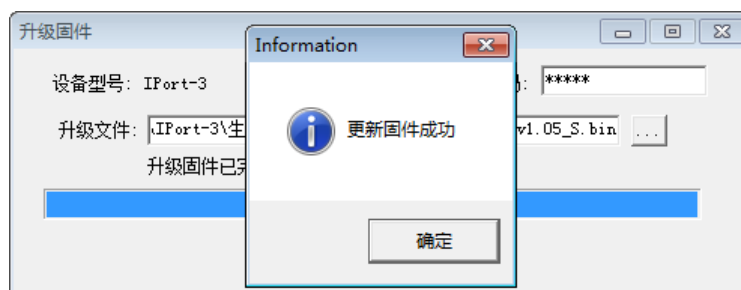 升级固件
Information
设备型号: IPort-3
: *****
升级文件: \IPort-3\生
v1.05_S.bin ...
更新固件成功
升级固件已完
确定